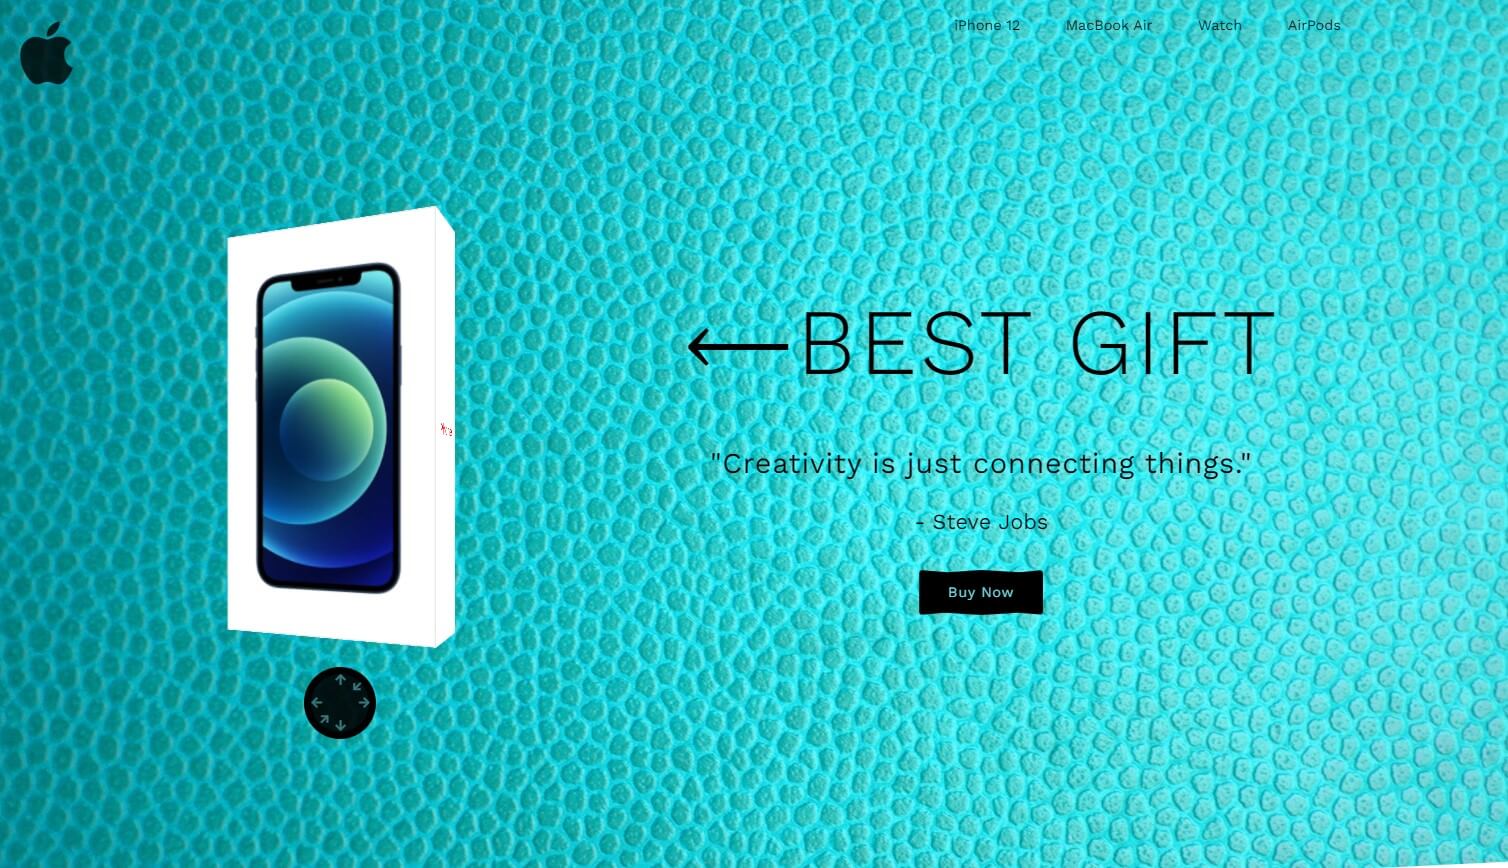 iPhone 12 MacBook Air Watch AirPods
BEST GIFT
"Creativity is just connecting things."
- Steve Jobs
Buy Now